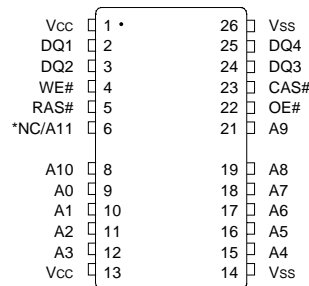 Vcc 1 • 26 Vss
DQ1 2 25 DQ4
DQ2 3 24 DQ3
WE# 4 23 CAS#
RAS# 5 22 OE#
*NC/A11 6 21 A9
A10 8 19 A8
A0 9 18 A7
A1 10 17 A6
A2 11 16 A5
A3 12 15 A4
Vcc 13 14 Vss